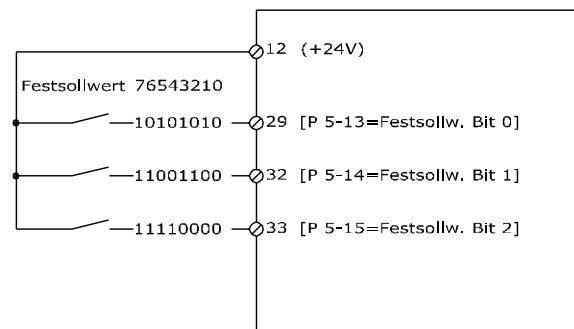 12 (+24V)
Festsollwert 76543210
10101010 29 [P 5-13=Festsollw. Bit 0]
11001100 32 [P 5-14=Festsollw. Bit 1]
11110000 33 [P 5-15=Festsollw. Bit 2]